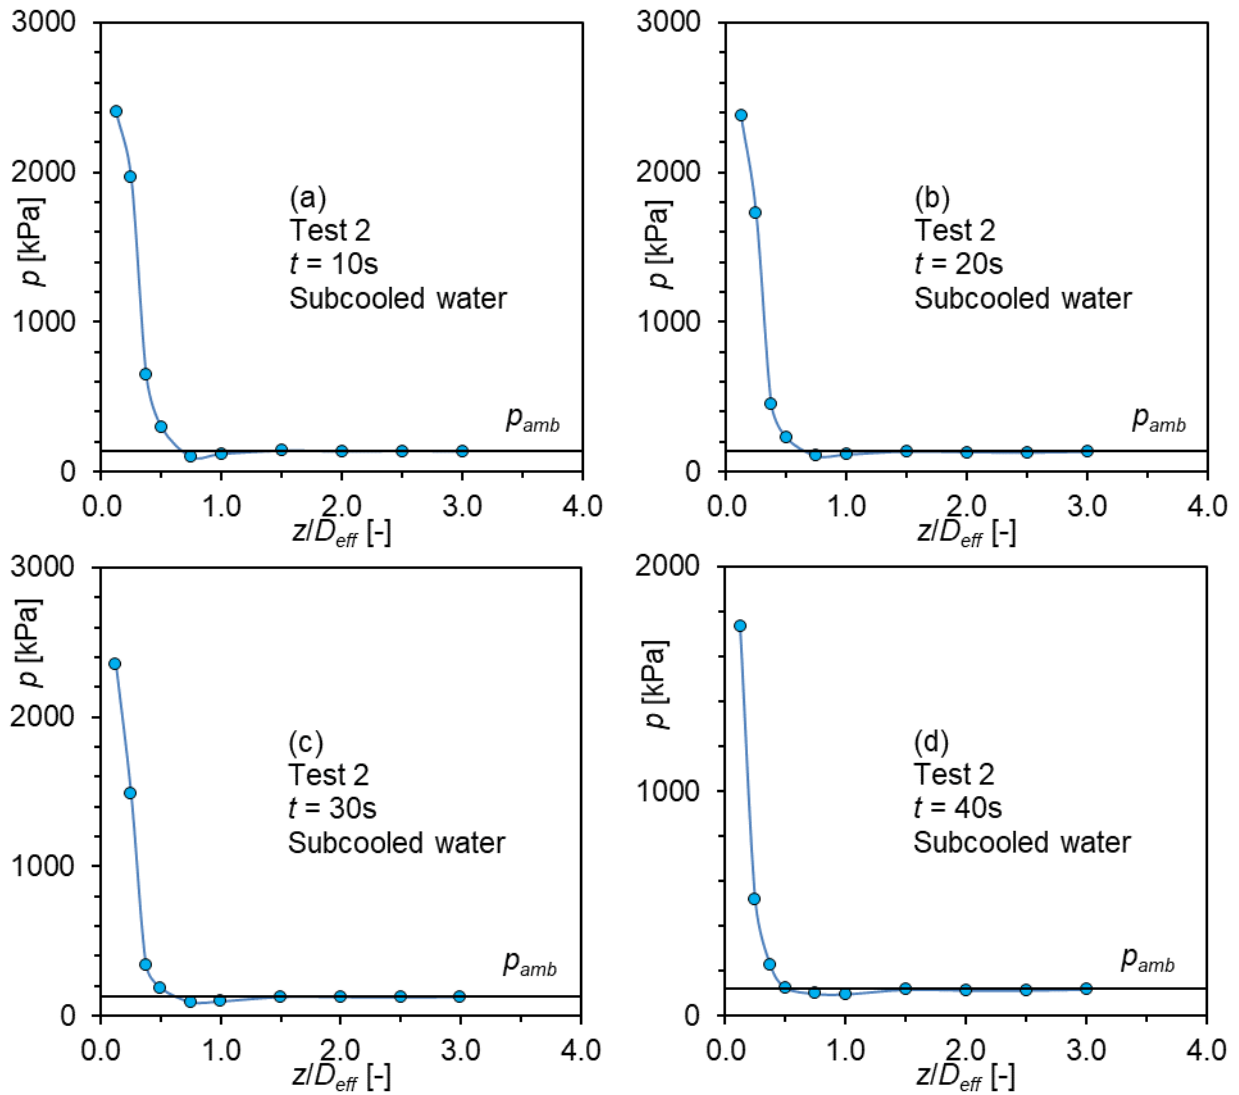 3000
2000
1000
0
p [kPa]
(a)
Test 2
t = 10s
Subcooled water
p_amb
0.0 1.0 2.0 3.0 4.0
z/D_eff [-]
3000
2000
1000
0
p [kPa]
(b)
Test 2
t = 20s
Subcooled water
p_amb
0.0 1.0 2.0 3.0 4.0
z/D_eff [-]
3000
2000
1000
0
p [kPa]
(c)
Test 2
t = 30s
Subcooled water
p_amb
0.0 1.0 2.0 3.0 4.0
z/D_eff [-]
2000
1000
0
p [kPa]
(d)
Test 2
t = 40s
Subcooled water
p_amb
0.0 1.0 2.0 3.0 4.0
z/D_eff [-]